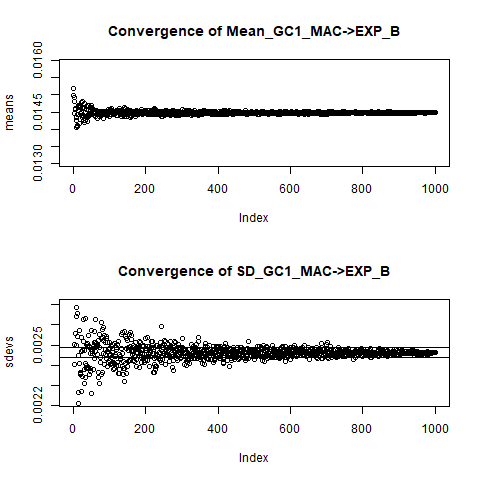 Convergence of Mean_GC1_MAC->EXP_B
means
0.0160
0.0145
0.0130
0 200 400 600 800 1000
Index
Convergence of SD_GC1_MAC->EXP_B
sdevs
0.0025
0.0022
0 200 400 600 800 1000
Index